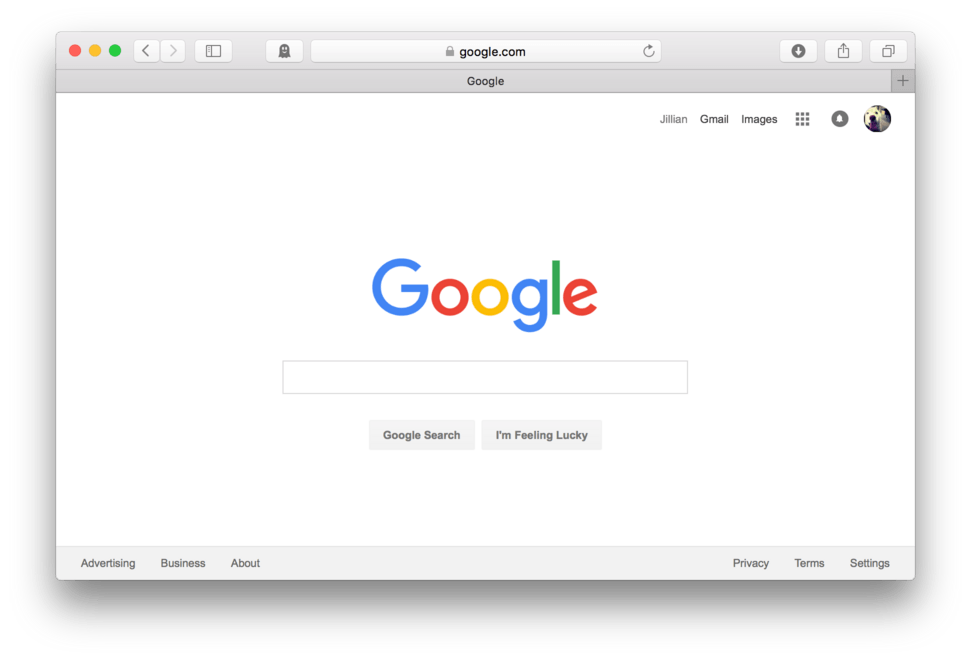 google.com
Google
Jillian Gmail Images
Google
Google Search I'm Feeling Lucky
Advertising Business About Privacy Terms Settings